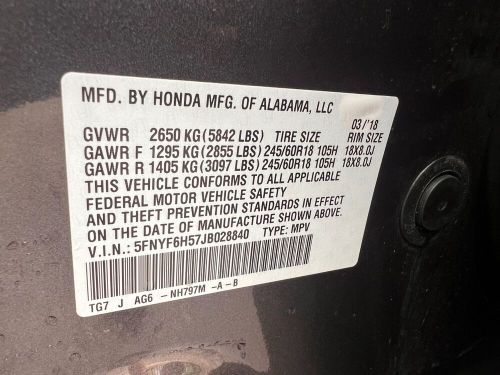 MFD. BY HONDA MFG. OF ALABAMA, LLC
03/'18
GVWR 2650 KG (5842 LBS) TIRE SIZE RIM SIZE
GAWR F 1295 KG (2855 LBS) 245/60R18 105H 18X8.0J
GAWR R 1405 KG (3097 LBS) 245/60R18 105H 18X8.0J
THIS VEHICLE CONFORMS TO ALL APPLICABLE
FEDERAL MOTOR VEHICLE SAFETY
AND THEFT PREVENTION STANDARDS IN EFFECT
ON THE DATE OF MANUFACTURE SHOWN ABOVE.
V.I.N.: 5FNYF6H57JB028840 TYPE: MPV
TG7 J AG6 -NH797M -A-B